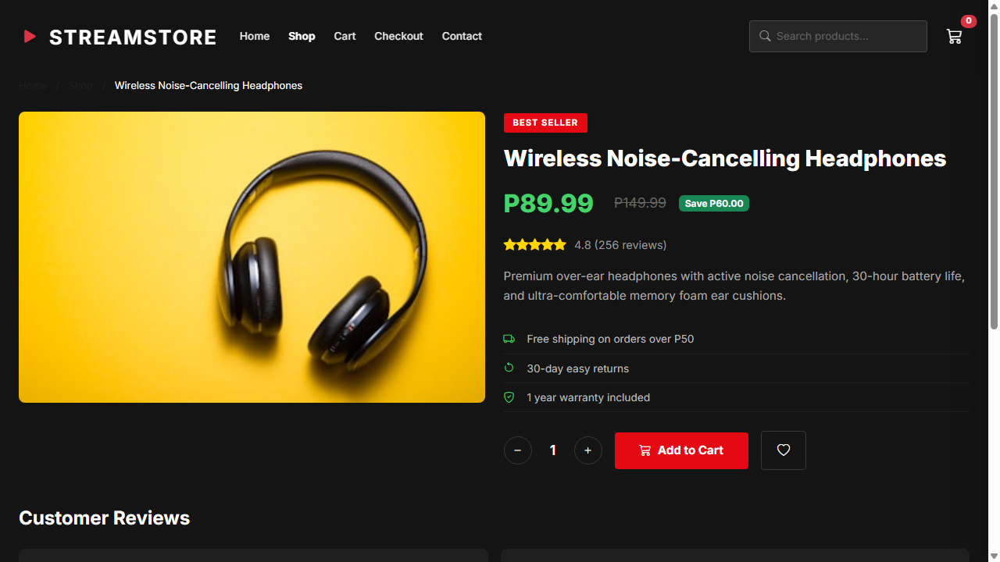 STREAMSTORE
Home
Shop
Cart
Checkout
Contact
Search products...
0
Home / Shop / Wireless Noise-Cancelling Headphones
BEST SELLER
Wireless Noise-Cancelling Headphones
P89.99 P149.99 Save P60.00
4.8 (256 reviews)
Premium over-ear headphones with active noise cancellation, 30-hour battery life,
and ultra-comfortable memory foam ear cushions.
Free shipping on orders over P50
30-day easy returns
1 year warranty included
− 1 + Add to Cart
Customer Reviews